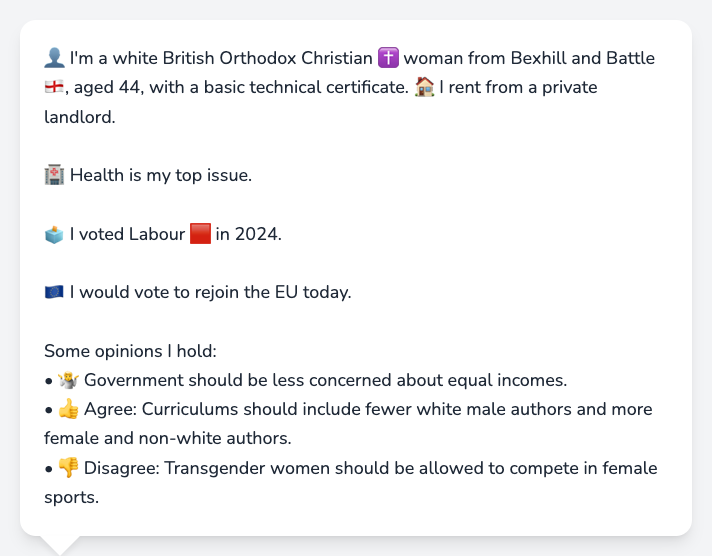 👤 I'm a white British Orthodox Christian ✝️ woman from Bexhill and Battle
🏴󠁧󠁢󠁥󠁮󠁧󠁿, aged 44, with a basic technical certificate. 🏠 I rent from a private
landlord.
🏥 Health is my top issue.
🗳️ I voted Labour 🟥 in 2024.
🇪🇺 I would vote to rejoin the EU today.
Some opinions I hold:
• 🤷 Government should be less concerned about equal incomes.
• 👍 Agree: Curriculums should include fewer white male authors and more
female and non-white authors.
• 👎 Disagree: Transgender women should be allowed to compete in female
sports.